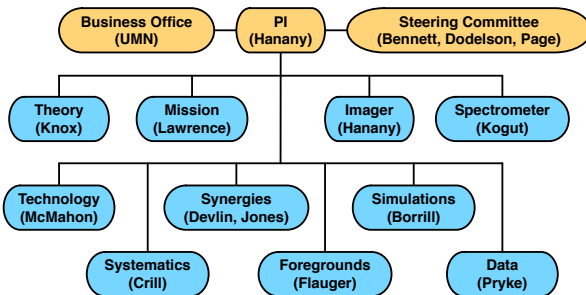 Business Office
(UMN)
PI
(Hanany)
Steering Committee
(Bennett, Dodelson, Page)
Theory
(Knox)
Mission
(Lawrence)
Imager
(Hanany)
Spectrometer
(Kogut)
Technology
(McMahon)
Synergies
(Devlin, Jones)
Simulations
(Borrill)
Systematics
(Crill)
Foregrounds
(Flauger)
Data
(Pryke)